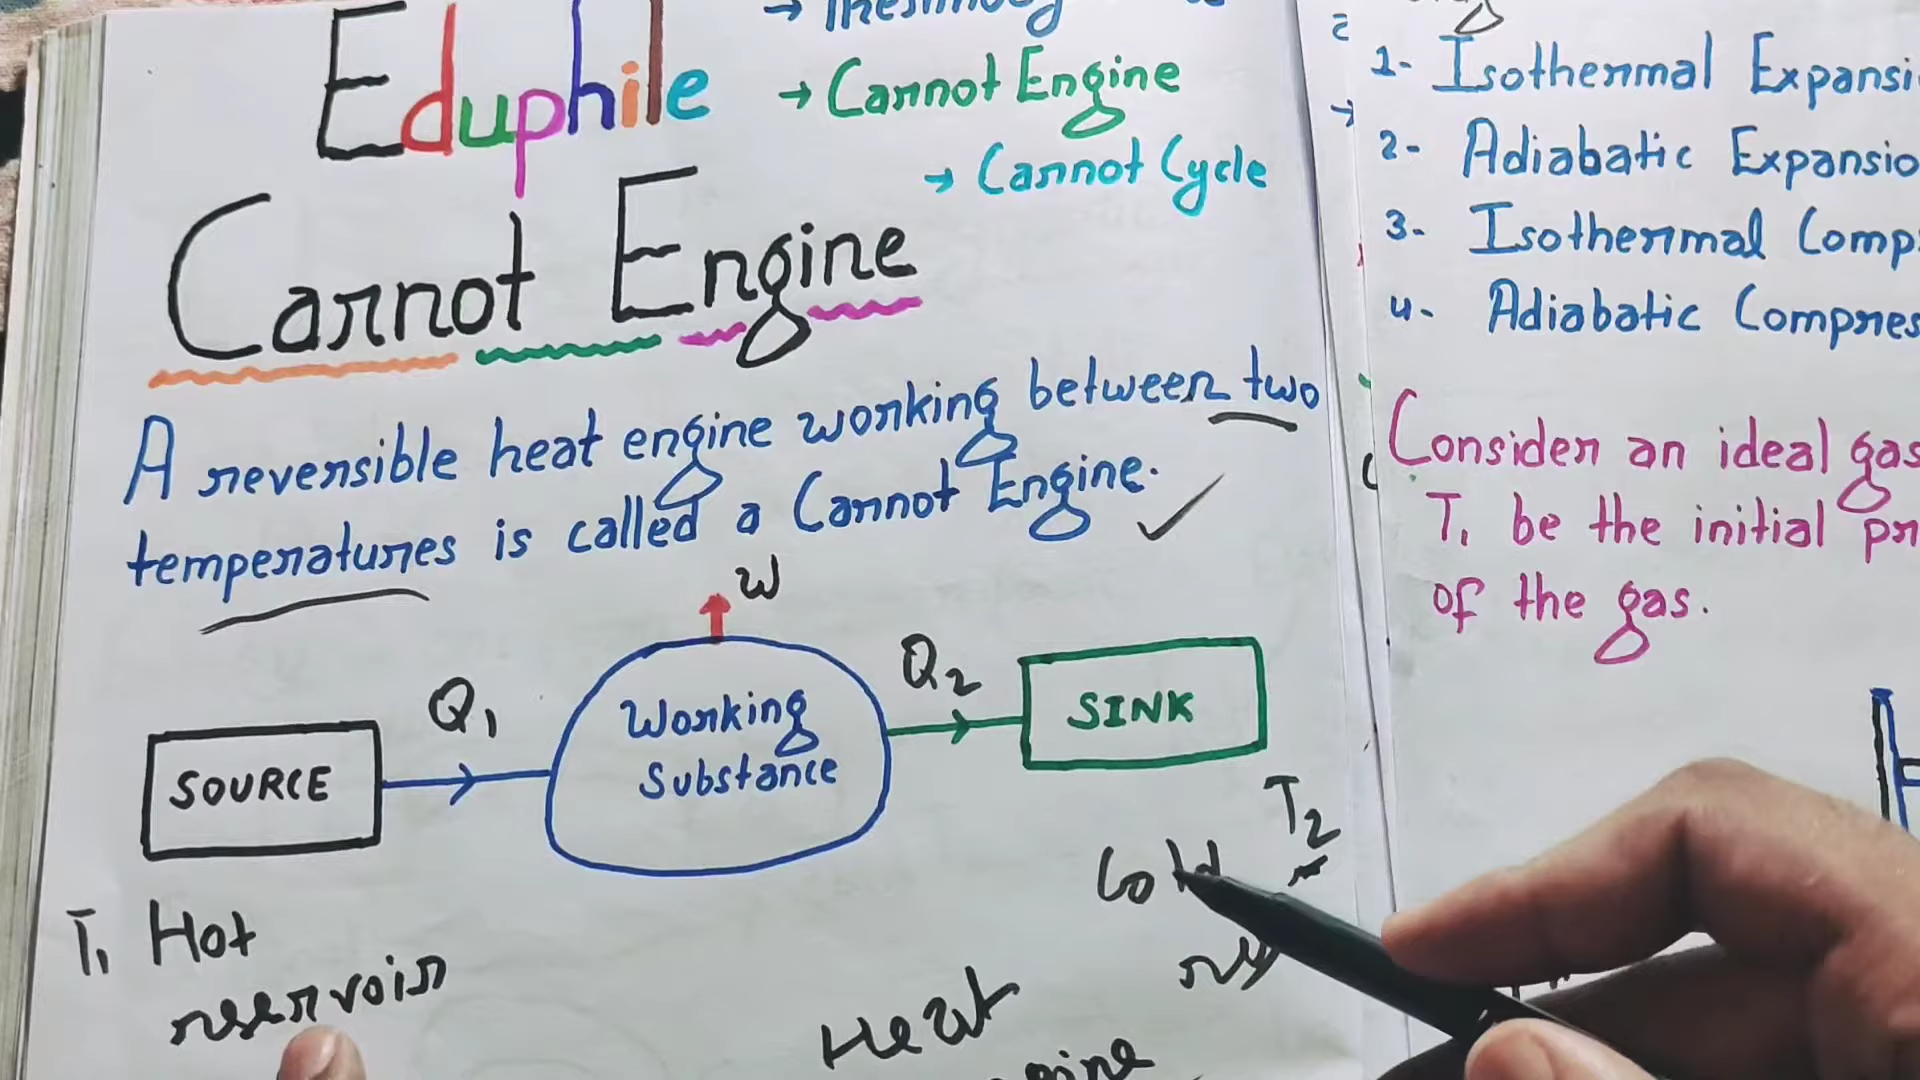 Eduphile
→ Carnot Engine
→ Carnot Cycle
Carnot Engine
A reversible heat engine working between two
temperatures is called a Carnot Engine.
W
Q1
Q2
SOURCE
Working
Substance
SINK
T1 Hot
reservoir
T2
Cold
Heat
1- Isothermal
2- Adiabatic
3- Isothermal
4- Adiabatic
Consider an ideal gas
T1 be the initial
of the gas.